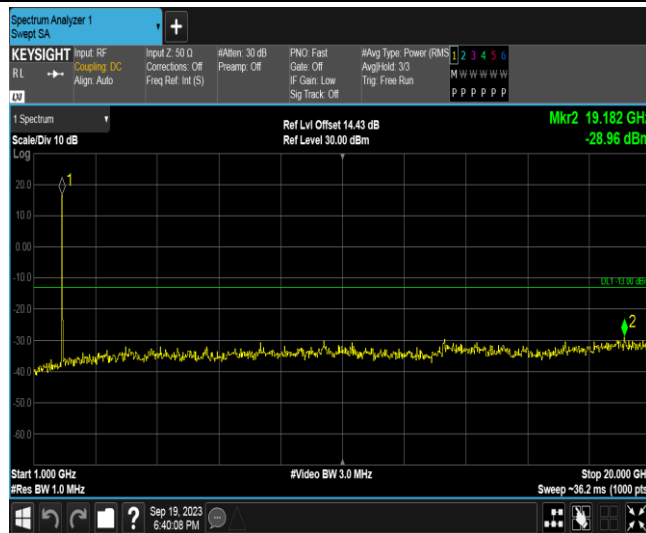 Spectrum Analyzer 1
Swept SA
+
KEYSIGHT
RL
LXI
Input: RF
Coupling: DC
Align: Auto
Input Z: 50 Ω
Corrections: Off
Freq Ref: Int (S)
#Atten: 30 dB
Preamp: Off
PNO: Fast
Gate: Off
IF Gain: Low
Sig Track: Off
#Avg Type: Power (RMS
Avg|Hold: 3/3
Trig: Free Run
1 2 3 4 5 6
M W W W W W
P P P P P P
1 Spectrum
Scale/Div 10 dB
Log
Ref Lvl Offset 14.43 dB
Ref Level 30.00 dBm
Mkr2 19.182 GHz
-28.96 dBm
20.0
10.0
0.00
-10.0
-20.0
-30.0
-40.0
-50.0
-60.0
1
DL1 -13.00 dBm
2
Start 1.000 GHz
#Res BW 1.0 MHz
#Video BW 3.0 MHz
Stop 20.000 GHz
Sweep ~36.2 ms (1000 pts)
?
Sep 19, 2023
6:40:08 PM